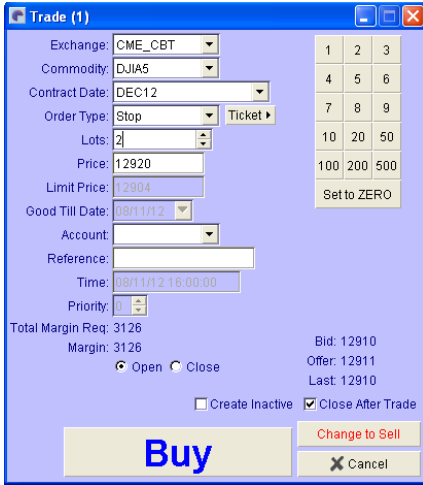 Trade (1)
Exchange: CME_CBT
Commodity: DJIA5
Contract Date: DEC12
Order Type: Stop Ticket
Lots: 2
Price: 12920
Limit Price: 12904
Good Till Date: 08/11/12
Account:
Reference:
Time: 08/11/12 16:00:00
Priority: 0
Total Margin Req: 3126
Margin: 3126
Open Close
1 2 3
4 5 6
7 8 9
10 20 50
100 200 500
Set to ZERO
Bid: 12910
Offer: 12911
Last: 12910
Create Inactive Close After Trade
Buy
Change to Sell
Cancel